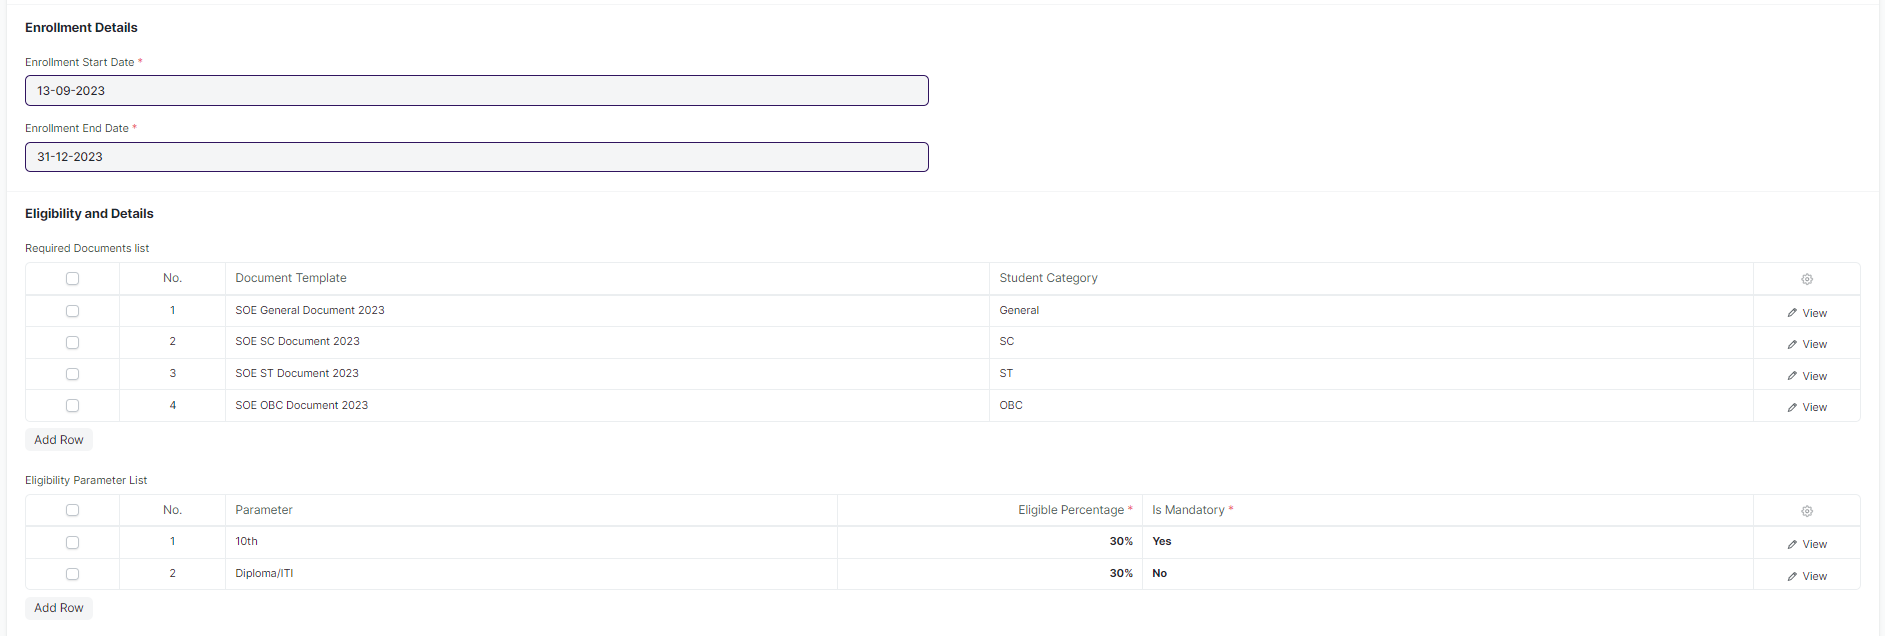 Enrollment Details
Enrollment Start Date *
13-09-2023
Enrollment End Date *
31-12-2023
Eligibility and Details
Required Documents list
No. Document Template Student Category
1 SOE General Document 2023 General View
2 SOE SC Document 2023 SC View
3 SOE ST Document 2023 ST View
4 SOE OBC Document 2023 OBC View
Add Row
Eligibility Parameter List
No. Parameter Eligible Percentage * Is Mandatory *
1 10th 30% Yes View
2 Diploma/ITI 30% No View
Add Row